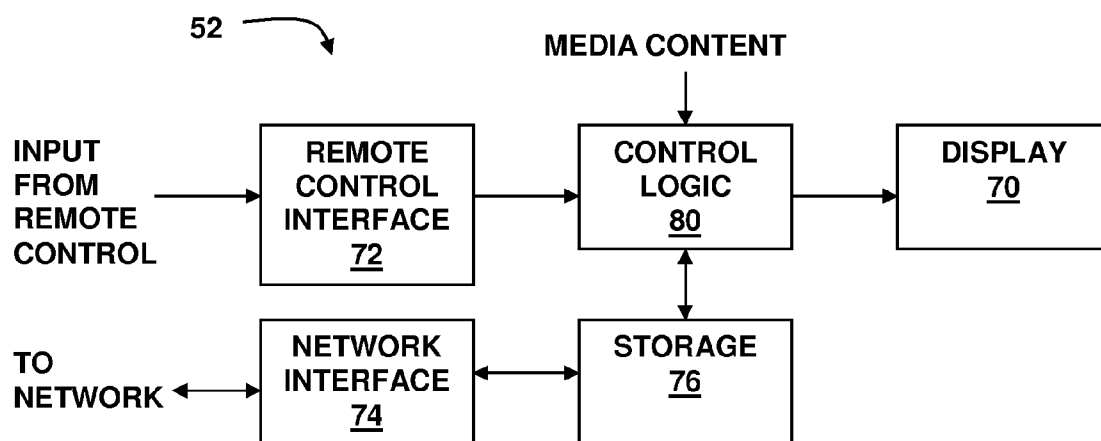 52
MEDIA CONTENT
INPUT
FROM
REMOTE
CONTROL
REMOTE
CONTROL
INTERFACE
72
CONTROL
LOGIC
80
DISPLAY
70
TO
NETWORK
NETWORK
INTERFACE
74
STORAGE
76